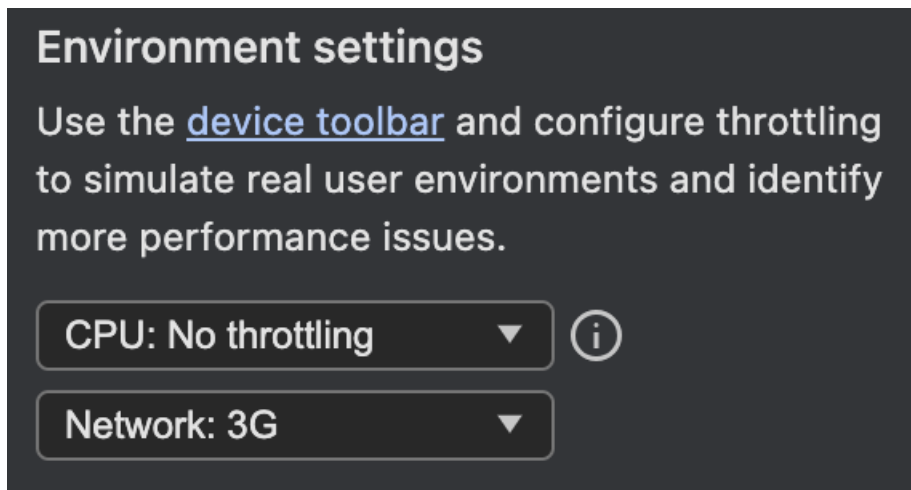 Environment settings
Use the device toolbar and configure throttling
to simulate real user environments and identify
more performance issues.
CPU: No throttling
Network: 3G